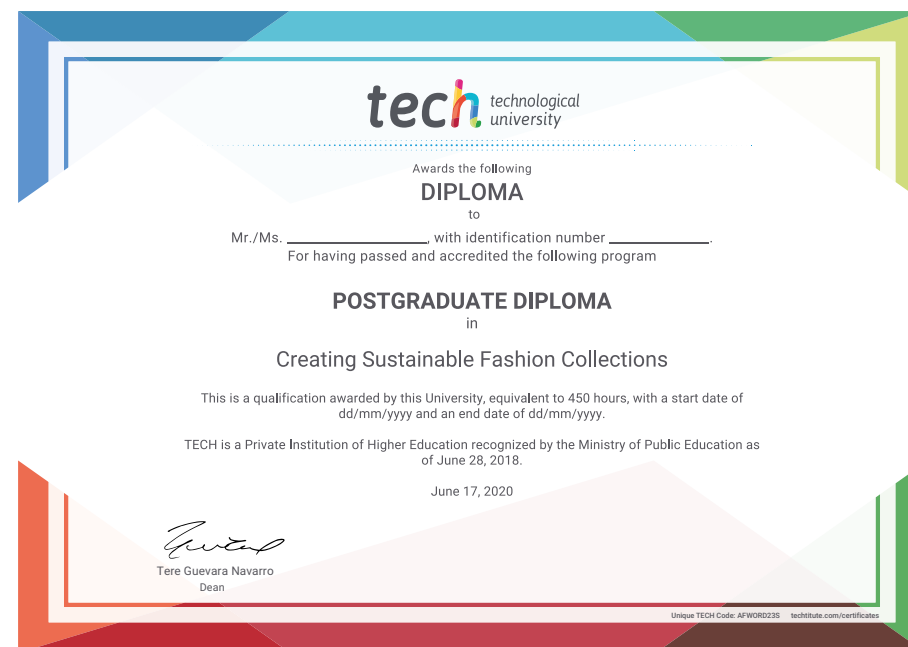 tech technological
university
Awards the following
DIPLOMA
to
Mr./Ms. ____________, with identification number ____________.
For having passed and accredited the following program
POSTGRADUATE DIPLOMA
in
Creating Sustainable Fashion Collections
This is a qualification awarded by this University, equivalent to 450 hours, with a start date of
dd/mm/yyyy and an end date of dd/mm/yyyy.
TECH is a Private Institution of Higher Education recognized by the Ministry of Public Education as
of June 28, 2018.
June 17, 2020
Tere Guevara Navarro
Dean
Unique TECH Code: AFWORD23S techtitute.com/certificates